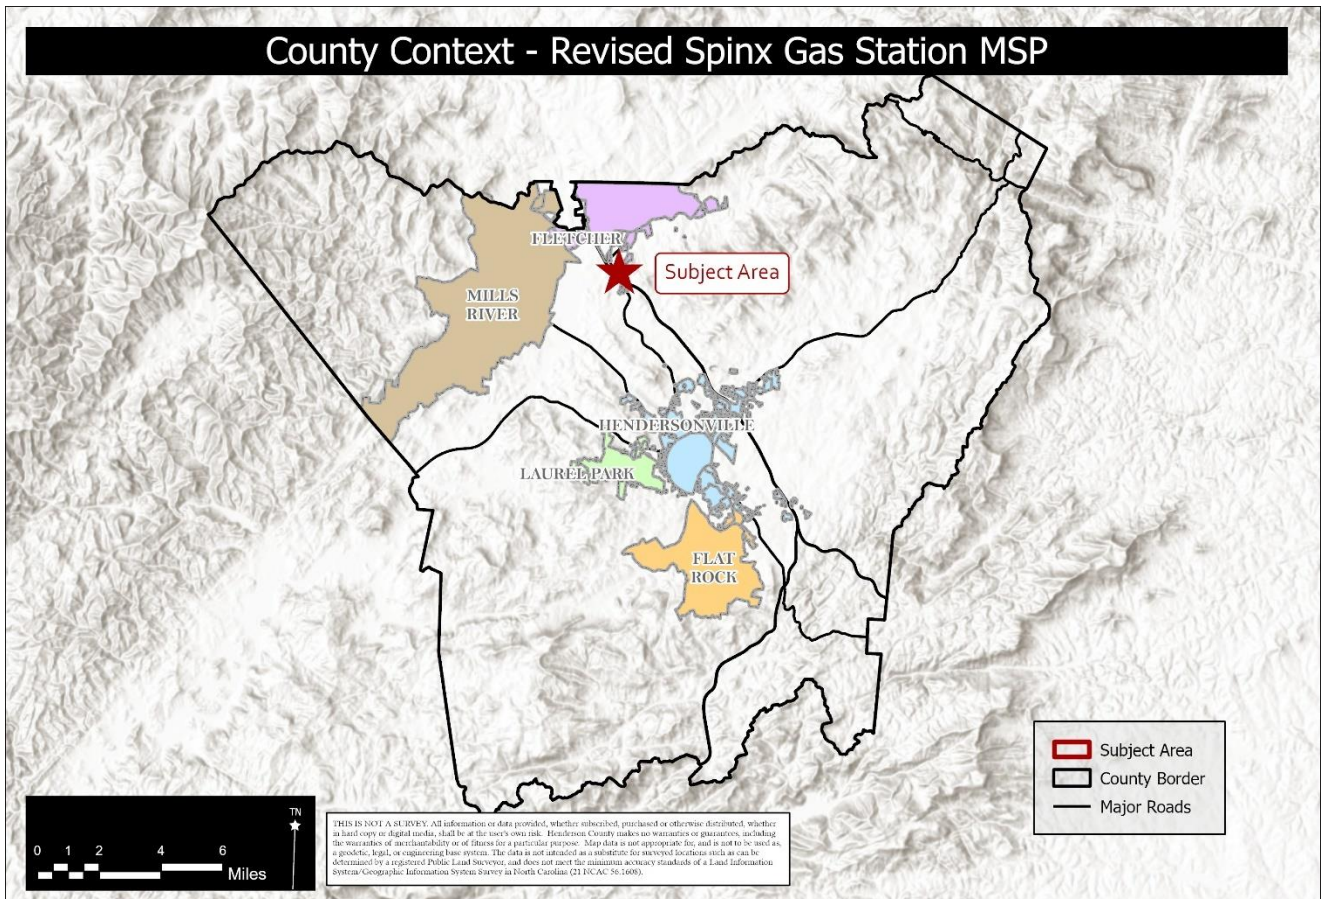 County Context - Revised Spinx Gas Station MSP
FLETCHER
Subject Area
MILLS
RIVER
HENDERSONVILLE
LAUREL PARK
FLAT
ROCK
Subject Area
County Border
Major Roads
TN
0 1 2 4 6
Miles
THIS IS NOT A SURVEY. All information or data provided, whether subscribed, purchased or otherwise distributed, whether
in hard copy or digital media, shall be at the user's own risk. Henderson County makes no warranties or guarantees, including
the warranties of merchantability or of fitness for a particular purpose. Map data is not appropriate for, and is not to be used as,
a geodetic, legal, or engineering base system. The data is not intended as a substitute for surveyed locations such as can be
determined by a registered Public Land Surveyor, and does not meet the minimum accuracy standards of a Land Information
System/Geographic Information System Survey in North Carolina (21 NCAC 56.1608).